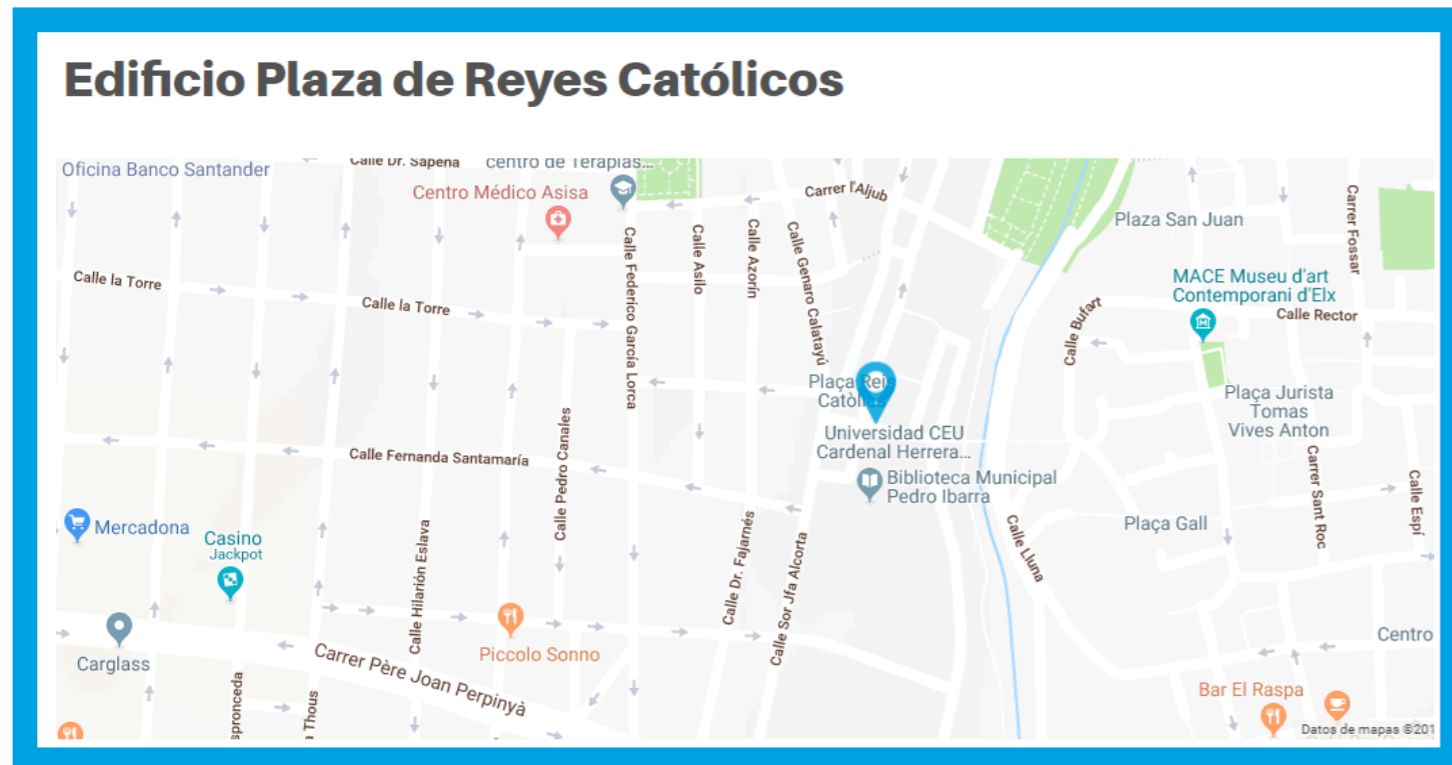 Edificio Plaza de Reyes Católicos
Oficina Banco Santander
Calle Dr. Sapena
centro de Terapias...
Centro Médico Asisa
Carrer l'Aljub
Plaza San Juan
Carrer Fossar
Calle la Torre
Calle la Torre
Calle Federico García Lorca
Calle Asilo
Calle Azorín
Calle Genaro Calatayú
MACE Museu d'art
Contemporani d'Elx
Calle Rector
Calle Bufart
Plaça Reis
Catòlics
Universidad CEU
Cardenal Herrera...
Biblioteca Municipal
Pedro Ibarra
Plaça Jurista
Tomas
Vives Anton
Calle Fernanda Santamaría
Calle Pedro Canales
Mercadona
Casino
Jackpot
Calle Hilarión Eslava
Calle Dr. Fajarnés
Calle Sor Jfa Alcorta
Calle Lluna
Plaça Gall
Carrer Sant Roc
Calle Espí
Carglass
Carrer Père Joan Perpinyà
Piccolo Sonno
Centro
spronceda
a Thous
Bar El Raspa
Datos de mapas ©201